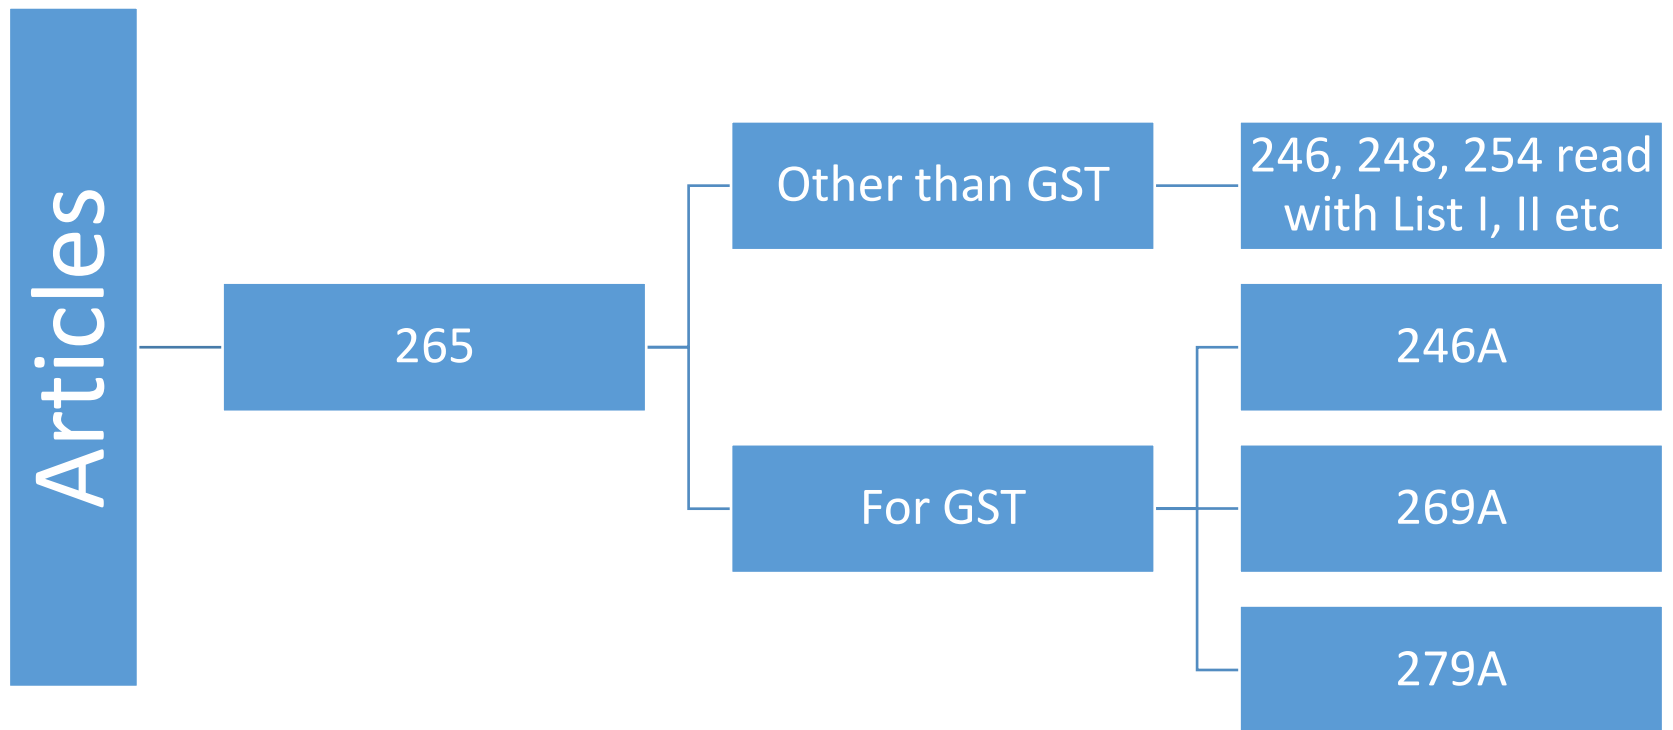 Articles
265
Other than GST
246, 248, 254 read
with List I, II etc
For GST
246A
269A
279A